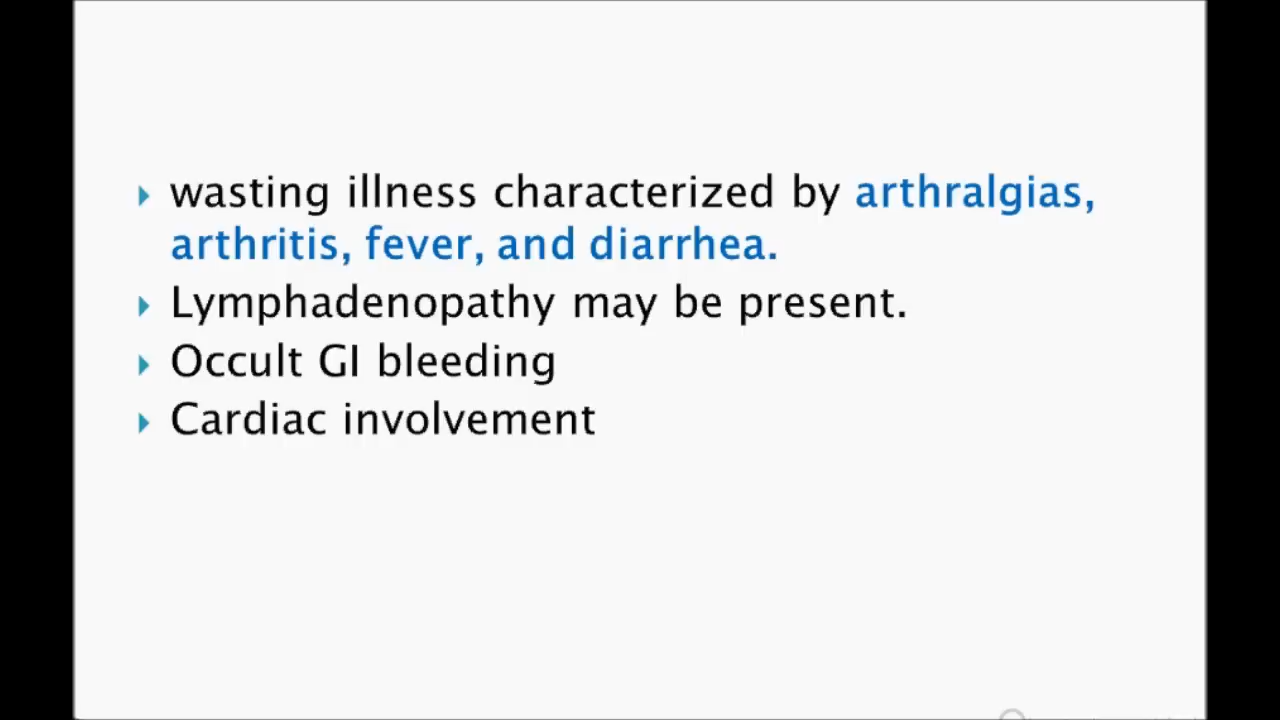 wasting illness characterized by arthralgias,
arthritis, fever, and diarrhea.
Lymphadenopathy may be present.
Occult GI bleeding
Cardiac involvement